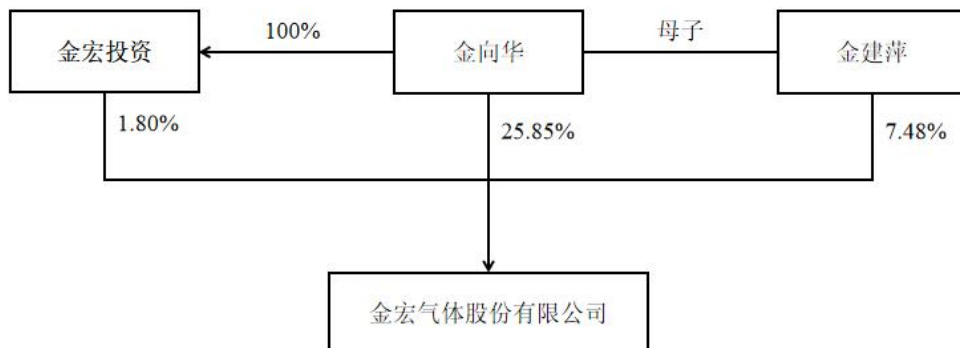 金宏投资
100%
金向华
母子
金建萍
1.80%
25.85%
7.48%
金宏气体股份有限公司